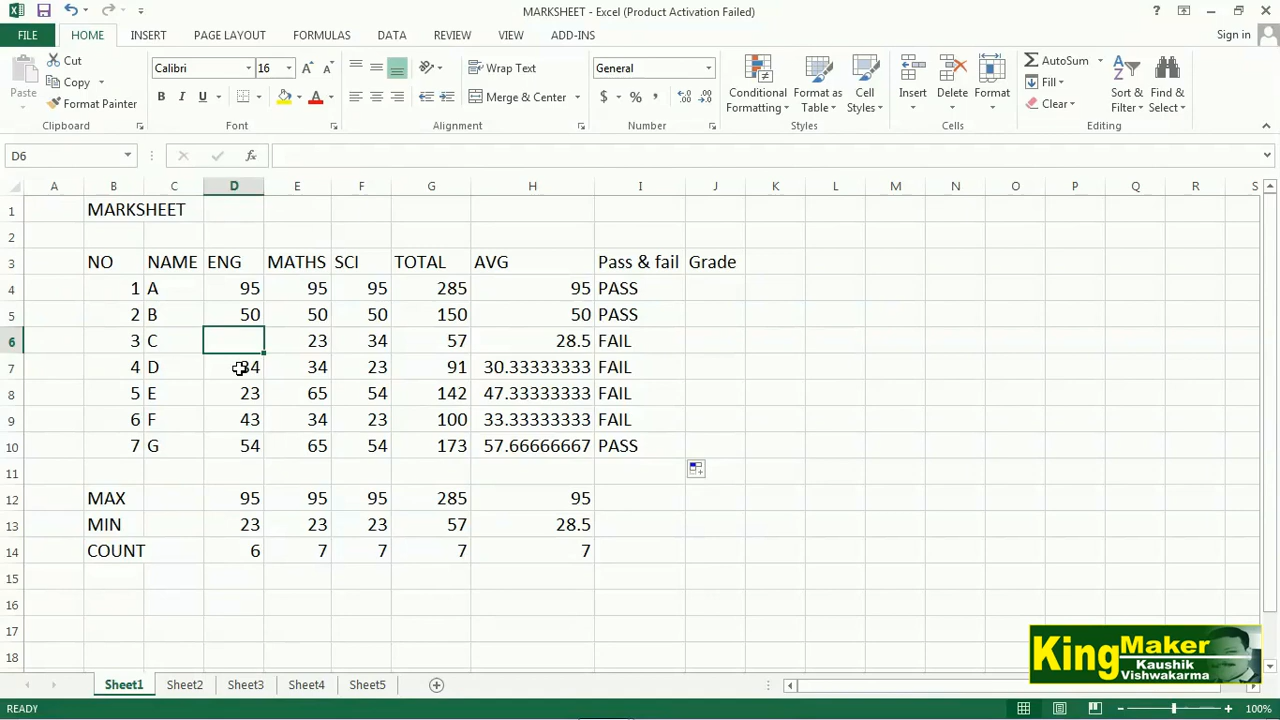 MARKSHEET - Excel (Product Activation Failed)
FILE HOME INSERT PAGE LAYOUT FORMULAS DATA REVIEW VIEW ADD-INS Sign in
Paste Cut Copy Format Painter Clipboard
Calibri 16 A A B I U A Font
Wrap Text Merge & Center Alignment
General $ % , Number
Conditional Formatting Format as Table Cell Styles Styles
Insert Delete Format Cells
AutoSum Fill Clear Sort & Filter Find & Select Editing
D6 fx
A B C D E F G H I J K L M N O P Q R S
1 MARKSHEET
2
3 NO NAME ENG MATHS SCI TOTAL AVG Pass & fail Grade
4 1 A 95 95 95 285 95 PASS
5 2 B 50 50 50 150 50 PASS
6 3 C 23 34 57 28.5 FAIL
7 4 D 34 34 23 91 30.33333333 FAIL
8 5 E 23 65 54 142 47.33333333 FAIL
9 6 F 43 34 23 100 33.33333333 FAIL
10 7 G 54 65 54 173 57.66666667 PASS
11
12 MAX 95 95 95 285 95
13 MIN 23 23 23 57 28.5
14 COUNT 6 7 7 7 7
15
16
17
18
KingMaker
Kaushik
Vishwakarma
Sheet1 Sheet2 Sheet3 Sheet4 Sheet5
READY 100%